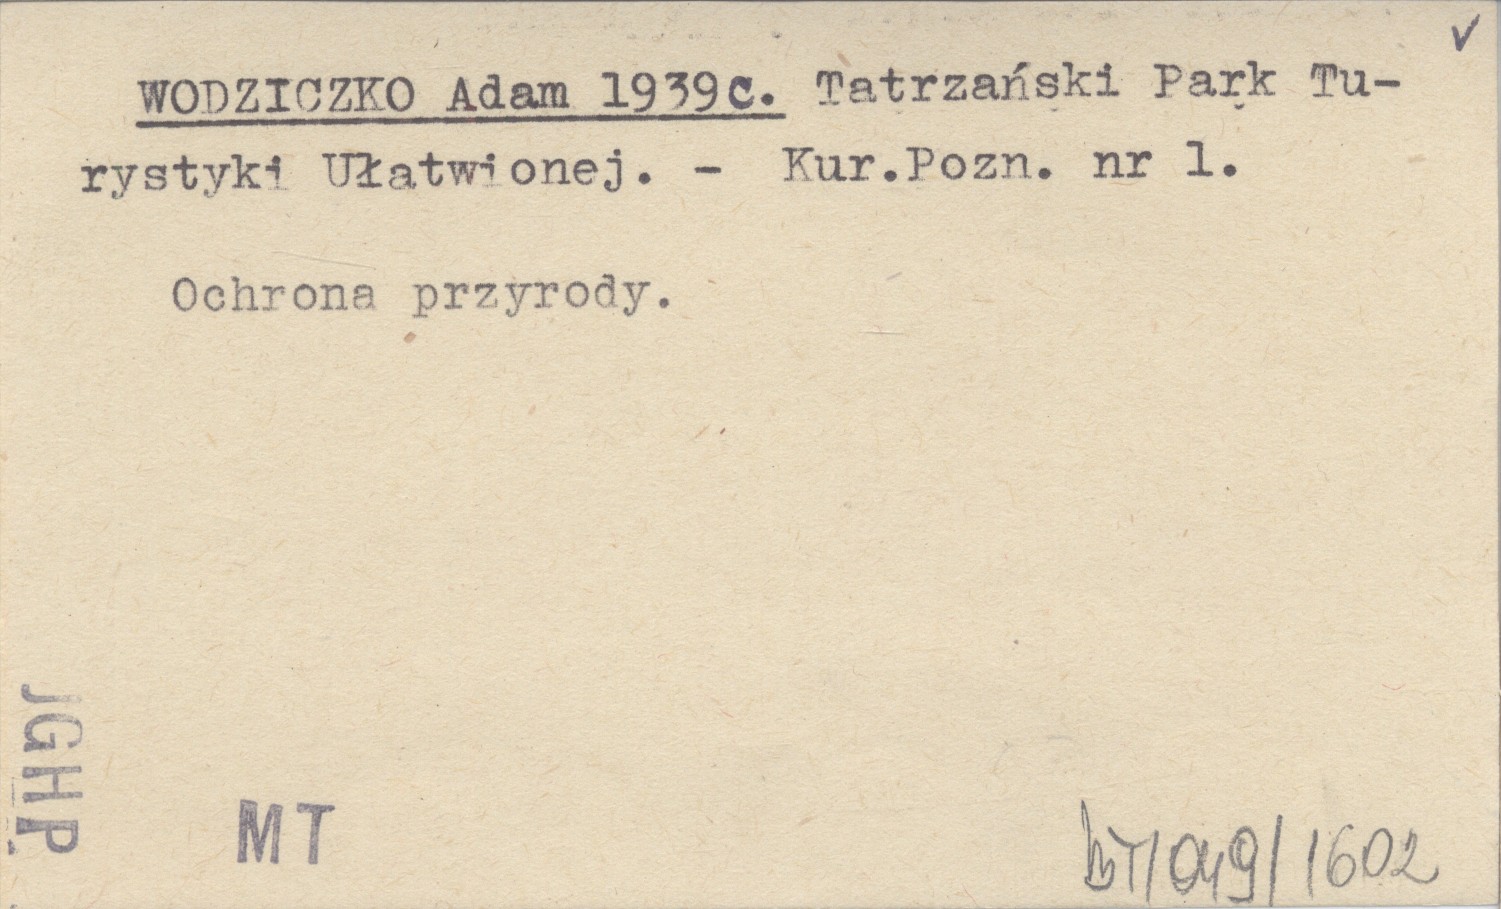 WODZICZKO Adam 1939c. Tatrzański Park Tu-
rystyki Ułatwionej. - Kur.Pozn. nr 1.
Ochrona przyrody.
JGHP
MT
BT/049/1602